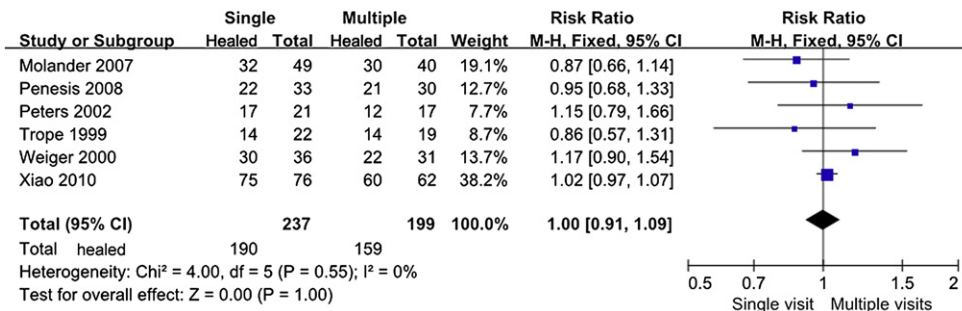 Single Multiple Risk Ratio Risk Ratio
Study or Subgroup Healed Total Healed Total Weight M-H, Fixed, 95% CI M-H, Fixed, 95% CI
Molander 2007 32 49 30 40 19.1% 0.87 [0.66, 1.14]
Penesis 2008 22 33 21 30 12.7% 0.95 [0.68, 1.33]
Peters 2002 17 21 12 17 7.7% 1.15 [0.79, 1.66]
Trope 1999 14 22 14 19 8.7% 0.86 [0.57, 1.31]
Weiger 2000 30 36 22 31 13.7% 1.17 [0.90, 1.54]
Xiao 2010 75 76 60 62 38.2% 1.02 [0.97, 1.07]
Total (95% CI) 237 199 100.0% 1.00 [0.91, 1.09]
Total healed 190 159
Heterogeneity: Chi² = 4.00, df = 5 (P = 0.55); I² = 0%
Test for overall effect: Z = 0.00 (P = 1.00)
0.5 0.7 1 1.5 2
Single visit Multiple visits